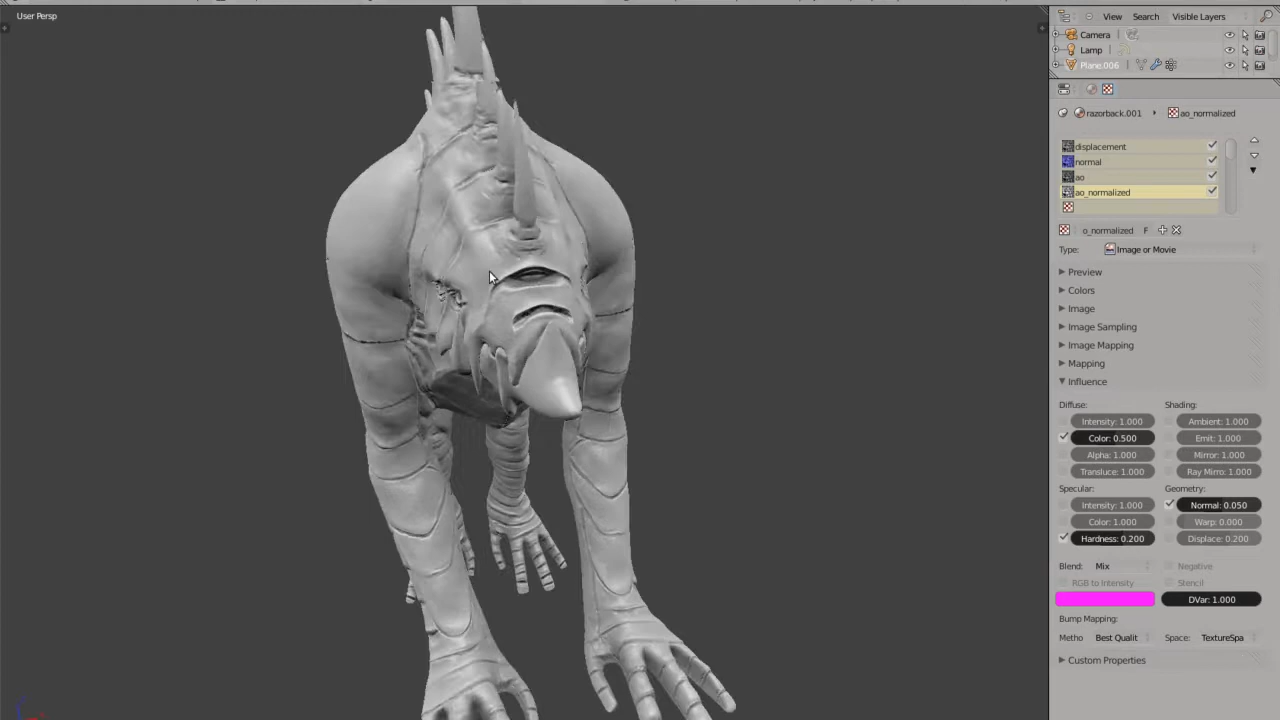 User Persp
View Search Visible Layers
Camera
Lamp
Plane.006
razorback.001 ao_normalized
displacement
normal
ao
ao_normalized
o_normalized F
Type: Image or Movie
Preview
Colors
Image
Image Sampling
Image Mapping
Mapping
Influence
Diffuse: Shading:
Intensity: 1.000 Ambient: 1.000
Color: 0.500 Emit: 1.000
Alpha: 1.000 Mirror: 1.000
Transluce: 1.000 Ray Mirro: 1.000
Specular: Geometry:
Intensity: 1.000 Normal: 0.050
Color: 1.000 Warp: 0.000
Hardness: 0.200 Displace: 0.200
Blend: Mix Negative
RGB to Intensity Stencil
DVar: 1.000
Bump Mapping:
Metho Best Qualit Space: TextureSpa
Custom Properties